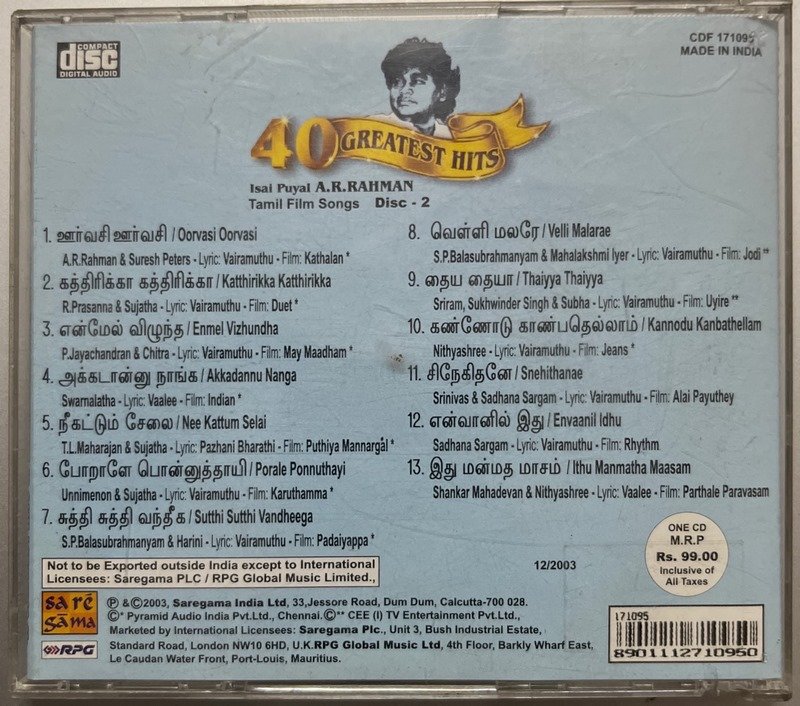 COMPACT
disc
DIGITAL AUDIO
CDF 171095
MADE IN INDIA
40 GREATEST HITS
Isai Puyal A.R.RAHMAN
Tamil Film Songs Disc - 2
1. ஊர்வசி ஊர்வசி / Oorvasi Oorvasi
A.R.Rahman & Suresh Peters - Lyric: Vairamuthu - Film: Kathalan *
2. கத்திரிக்கா கத்திரிக்கா / Katthirikka Katthirikka
R.Prasanna & Sujatha - Lyric: Vairamuthu - Film: Duet *
3. என்மேல் விழுந்த / Enmel Vizhundha
P.Jayachandran & Chitra - Lyric: Vairamuthu - Film: May Maadham *
4. அக்கடான்னு நாங்க / Akkadannu Nanga
Swarnalatha - Lyric: Vaalee - Film: Indian *
5. நீகட்டும் சேலை / Nee Kattum Selai
T.L.Maharajan & Sujatha - Lyric: Pazhani Bharathi - Film: Puthiya Mannargal *
6. போறாளே பொன்னுத்தாயி / Porale Ponnuthayi
Unnimenon & Sujatha - Lyric: Vairamuthu - Film: Karuthamma *
7. சுத்தி சுத்தி வந்தீக / Sutthi Sutthi Vandheega
S.P.Balasubrahmanyam & Harini - Lyric: Vairamuthu - Film: Padaiyappa *
8. வெள்ளி மலரே / Velli Malarae
S.P.Balasubrahmanyam & Mahalakshmi Iyer - Lyric: Vairamuthu - Film: Jodi **
9. தைய தையா / Thaiyya Thaiyya
Sriram, Sukhwinder Singh & Subha - Lyric: Vairamuthu - Film: Uyire **
10. கண்ணோடு காண்பதெல்லாம் / Kannodu Kanbathellam
Nithyashree - Lyric: Vairamuthu - Film: Jeans *
11. சிநேகிதனே / Snehithanae
Srinivas & Sadhana Sargam - Lyric: Vairamuthu - Film: Alai Payuthey
12. என்வானில் இது / Envaanil Idhu
Sadhana Sargam - Lyric: Vairamuthu - Film: Rhythm
13. இது மன்மத மாசம் / Ithu Manmatha Maasam
Shankar Mahadevan & Nithyashree - Lyric: Vaalee - Film: Parthale Paravasam
Not to be Exported outside India except to International
Licensees: Saregama PLC / RPG Global Music Limited.,
12/2003
ONE CD
M.R.P
Rs. 99.00
Inclusive of
All Taxes
sa re
gama
RPG
℗ &©2003, Saregama India Ltd, 33,Jessore Road, Dum Dum, Calcutta-700 028.
©* Pyramid Audio India Pvt.Ltd., Chennai.©** CEE (I) TV Entertainment Pvt.Ltd.,
Marketed by International Licensees: Saregama Plc., Unit 3, Bush Industrial Estate,
Standard Road, London NW10 6HD, U.K.RPG Global Music Ltd, 4th Floor, Barkly Wharf East,
Le Caudan Water Front, Port-Louis, Mauritius.
171095
8901112710950